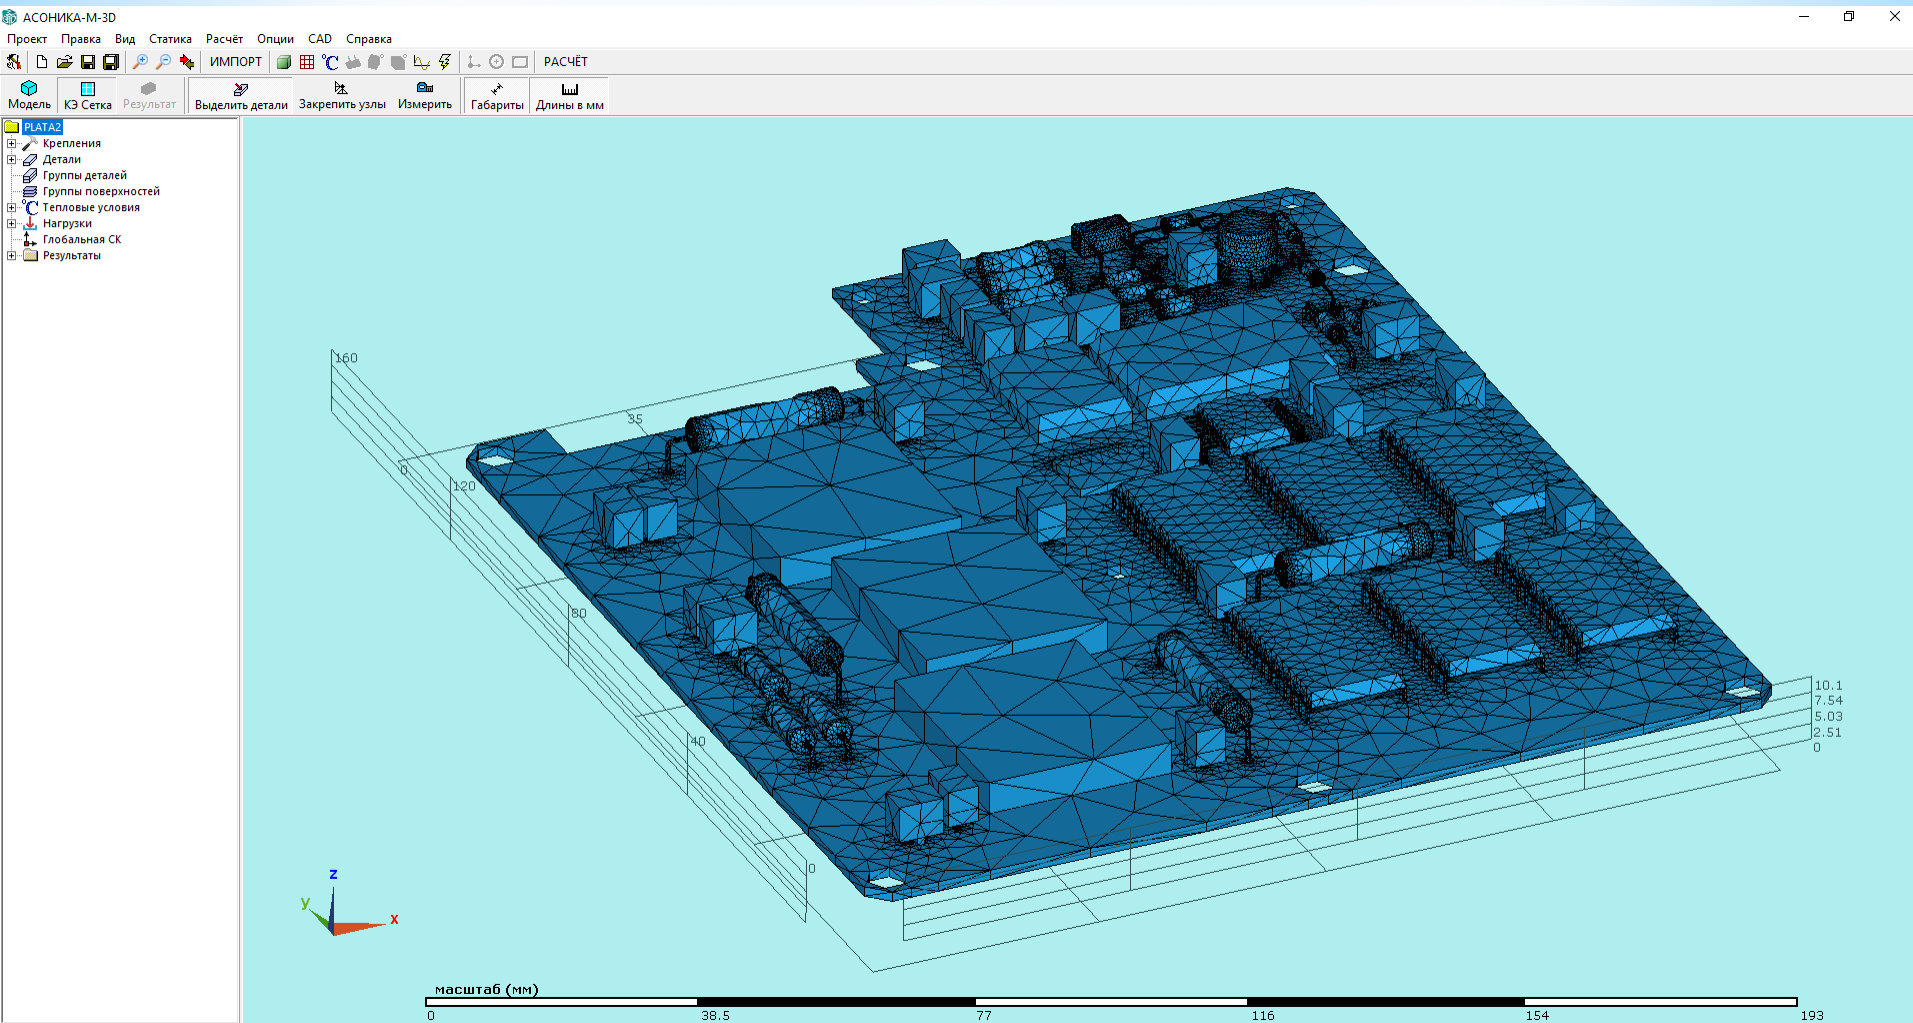 АСОНИКА-М-3D
Проект Правка Вид Статика Расчёт Опции CAD Справка
ИМПОРТ °C РАСЧЁТ
Модель КЭ Сетка Результат Выделить детали Закрепить узлы Измерить Габариты Длины в мм
PLATA2
Крепления
Детали
Группы деталей
Группы поверхностей
°C Тепловые условия
Нагрузки
Глобальная СК
Результаты
160
35
0
120
80
40
0
10.1
7.54
5.03
2.51
0
z
y
x
масштаб (мм)
0 38.5 77 116 154 193